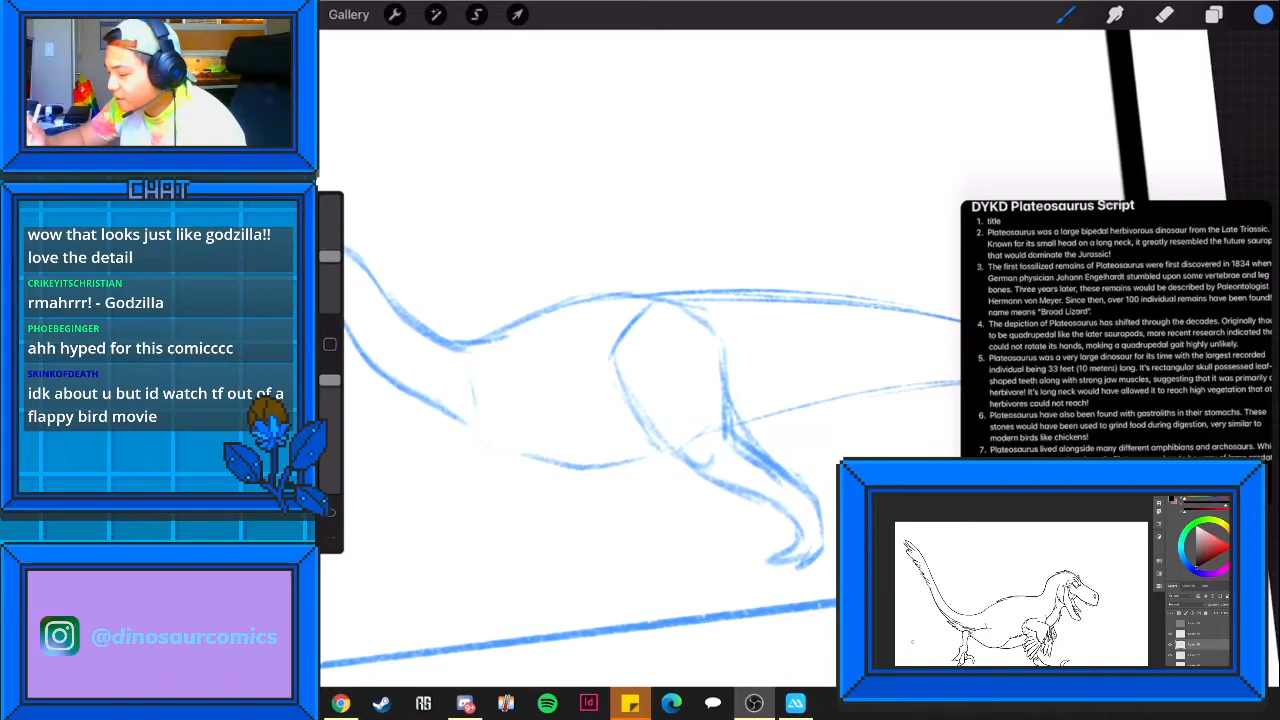 Gallery
CHAT
wow that looks just like godzilla!!
love the detail
CRIKEYITSCHRISTIAN
rmahrrr! - Godzilla
PHOEBEGINGER
ahh hyped for this comicccc
SKINKOFDEATH
idk about u but id watch tf out of a
flappy bird movie
@dinosaurcomics
DYKD Plateosaurus Script
1. title
2. Plateosaurus was a large bipedal herbivorous dinosaur from the Late Triassic.
Known for its small head on a long neck, it greatly resembled the future saurop
that would dominate the Jurassic!
3. The first fossilized remains of Plateosaurus were first discovered in 1834 when
German physician Johann Engelhardt stumbled upon some vertebrae and leg
bones. Three years later, these remains would be described by Paleontologist
Hermann von Meyer. Since then, over 100 individual remains have been found!
name means "Broad Lizard".
4. The depiction of Plateosaurus has shifted through the decades. Originally thou
to be quadrupedal like the later sauropods, more recent research indicated the
could not rotate its hands, making a quadrupedal gait highly unlikely.
5. Plateosaurus was a very large dinosaur for its time with the largest recorded
individual being 33 feet (10 meters) long. It's rectangular skull possessed leaf-
shaped teeth along with strong jaw muscles, suggesting that it was primarily a
herbivore! It's long neck would have allowed it to reach high vegetation that ot
herbivores could not reach!
6. Plateosaurus have also been found with gastroliths in their stomachs. These
stones would have been used to grind food during digestion, very similar to
modern birds like chickens!
7. Plateosaurus lived alongside many different amphibians and archosaurs. Whi